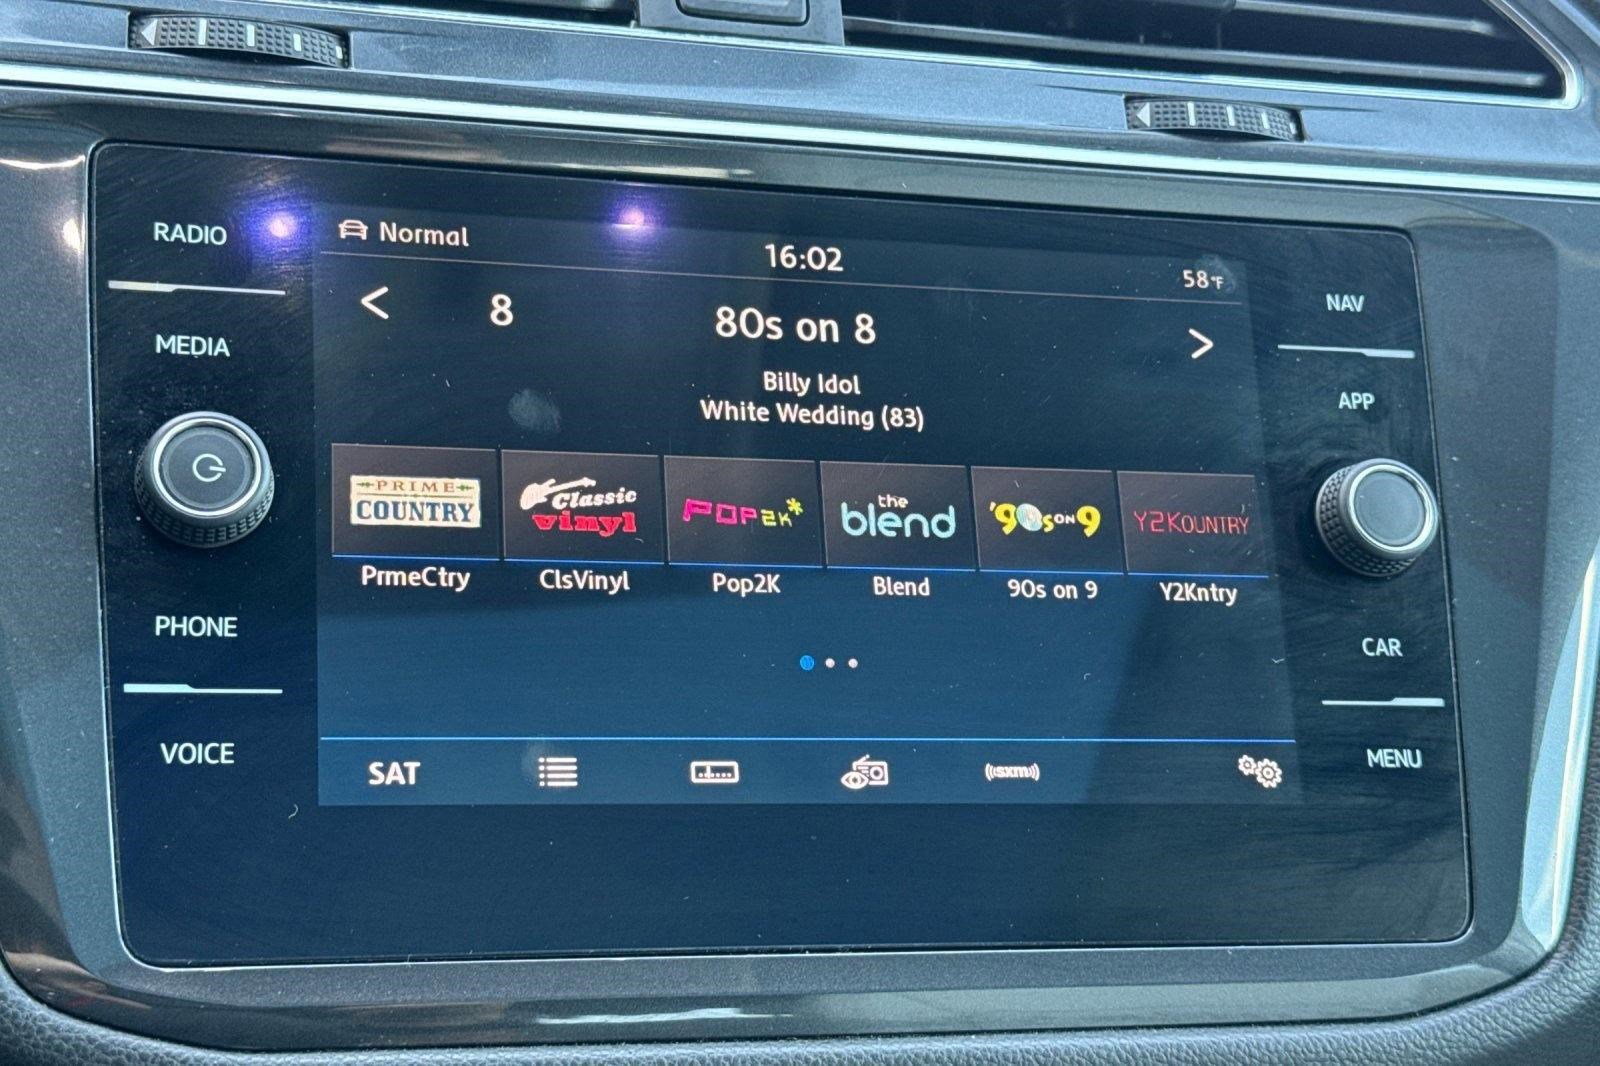 RADIO
MEDIA
PHONE
VOICE
Normal
16:02
58°F
8
80s on 8
Billy Idol
White Wedding (83)
PRIME
COUNTRY
Classic
vinyl
POP2K*
the
blend
'90s ON 9
Y2KOUNTRY
PrmeCtry
ClsVinyl
Pop2K
Blend
90s on 9
Y2Kntry
SAT
((sxm))
NAV
APP
CAR
MENU